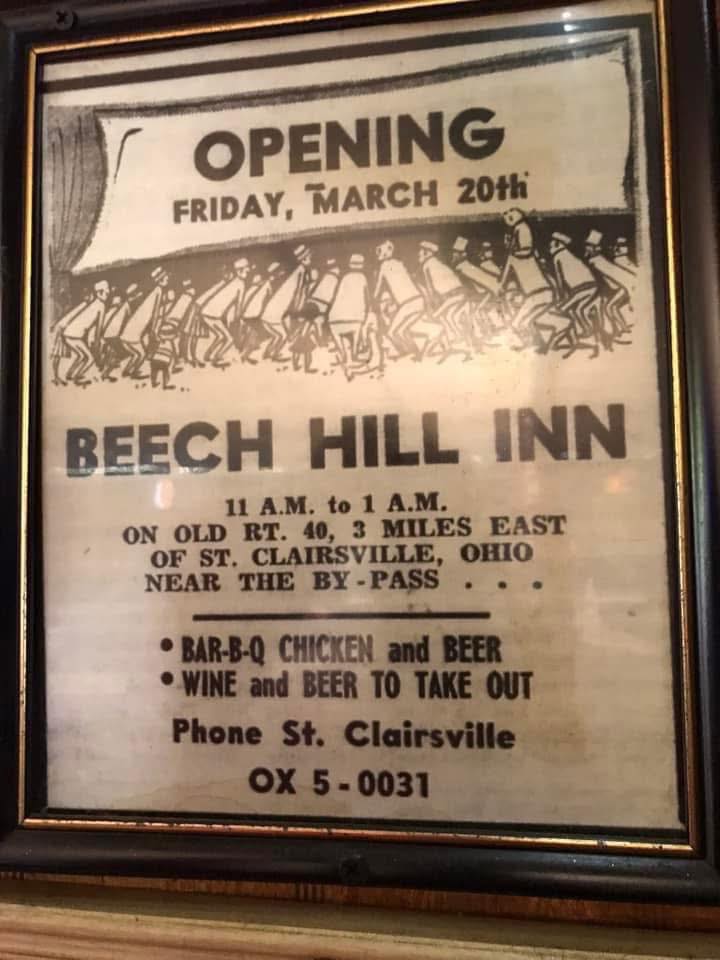 OPENING
FRIDAY, MARCH 20th
BEECH HILL INN
11 A.M. to 1 A.M.
ON OLD RT. 40, 3 MILES EAST
OF ST. CLAIRSVILLE, OHIO
NEAR THE BY-PASS . . .
• BAR-B-Q CHICKEN and BEER
• WINE and BEER TO TAKE OUT
Phone St. Clairsville
OX 5-0031